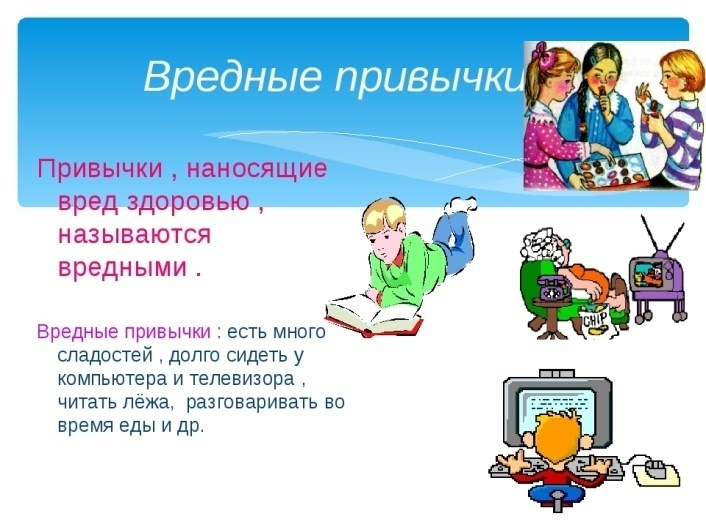 Вредные привычки
Привычки , наносящие
вред здоровью ,
называются
вредными .
Вредные привычки : есть много
сладостей , долго сидеть у
компьютера и телевизора ,
читать лёжа, разговаривать во
время еды и др.
CHIP